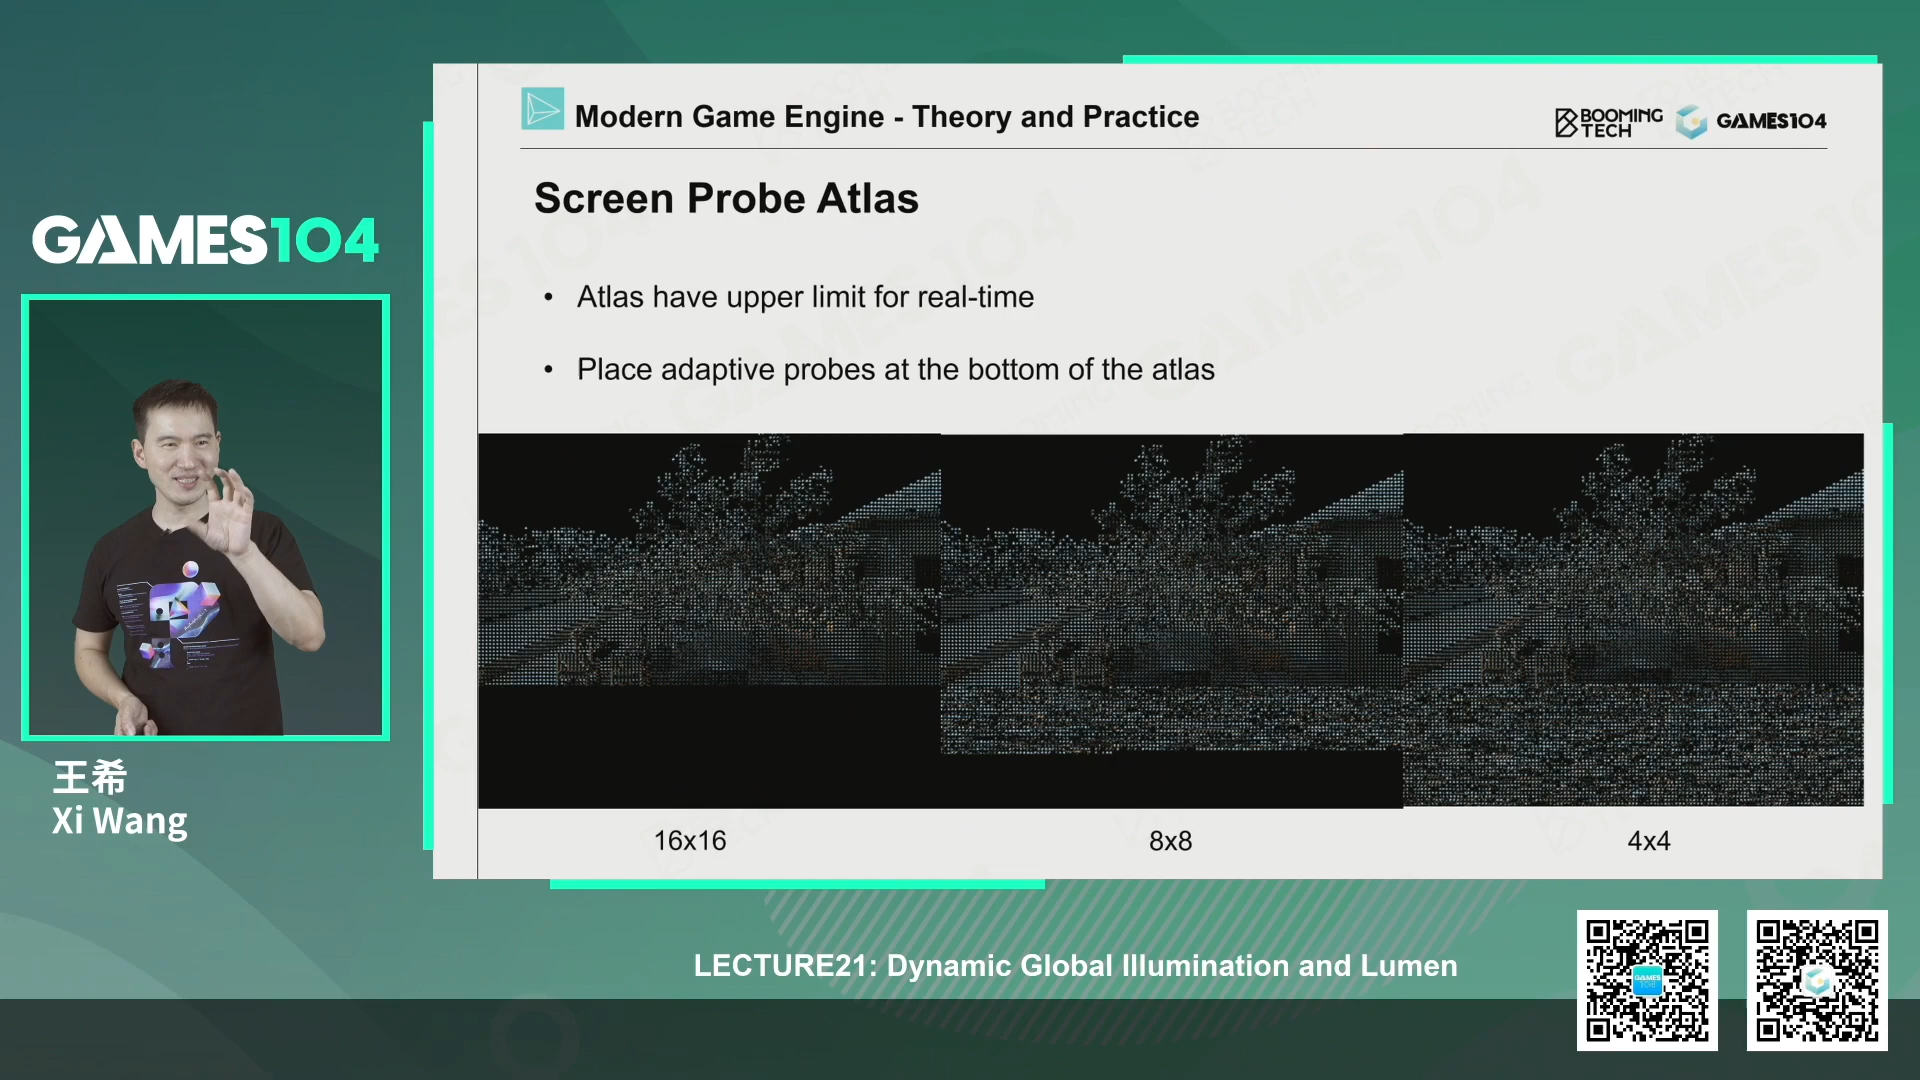 GAMES104
王希
Xi Wang
Modern Game Engine - Theory and Practice
BOOMING
TECH
GAMES104
Screen Probe Atlas
• Atlas have upper limit for real-time
• Place adaptive probes at the bottom of the atlas
16x16
8x8
4x4
LECTURE21: Dynamic Global Illumination and Lumen